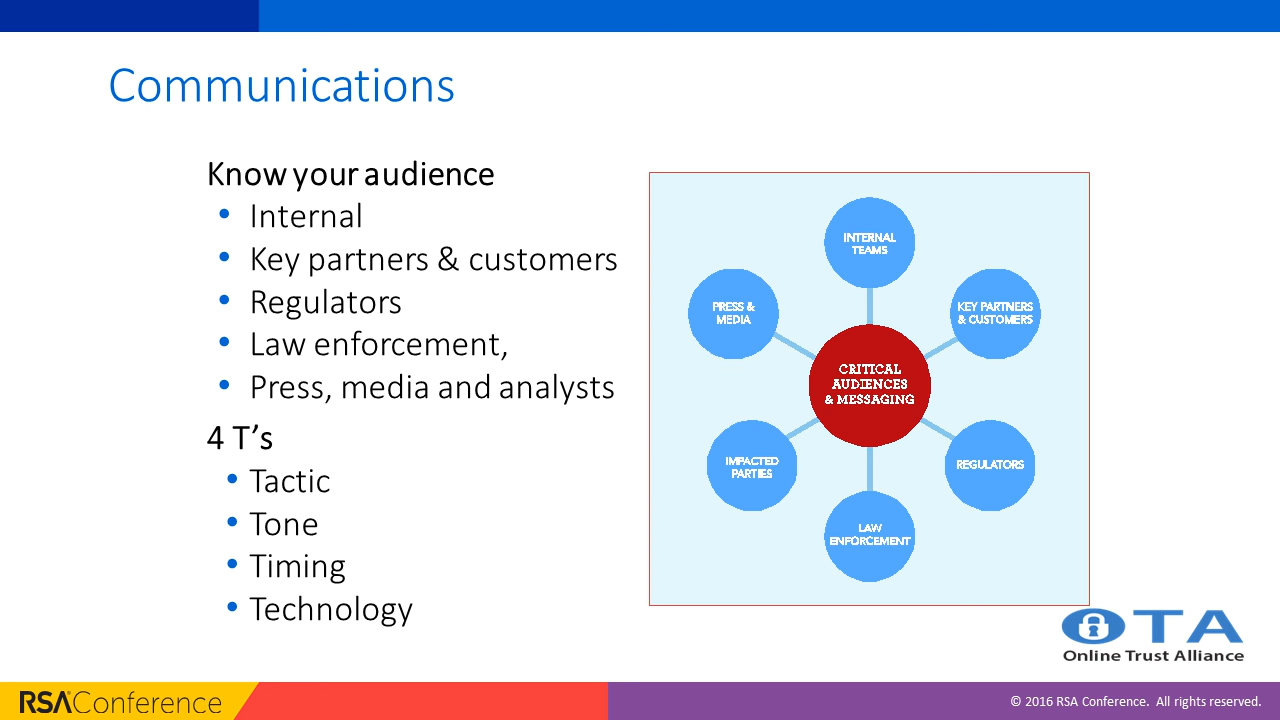 Communications
Know your audience
• Internal
• Key partners & customers
• Regulators
• Law enforcement,
• Press, media and analysts
4 T’s
• Tactic
• Tone
• Timing
• Technology
INTERNAL
TEAMS
KEY PARTNERS
& CUSTOMERS
REGULATORS
LAW
ENFORCEMENT
IMPACTED
PARTIES
PRESS &
MEDIA
CRITICAL
AUDIENCES
& MESSAGING
OTA
Online Trust Alliance
RSAConference
© 2016 RSA Conference. All rights reserved.